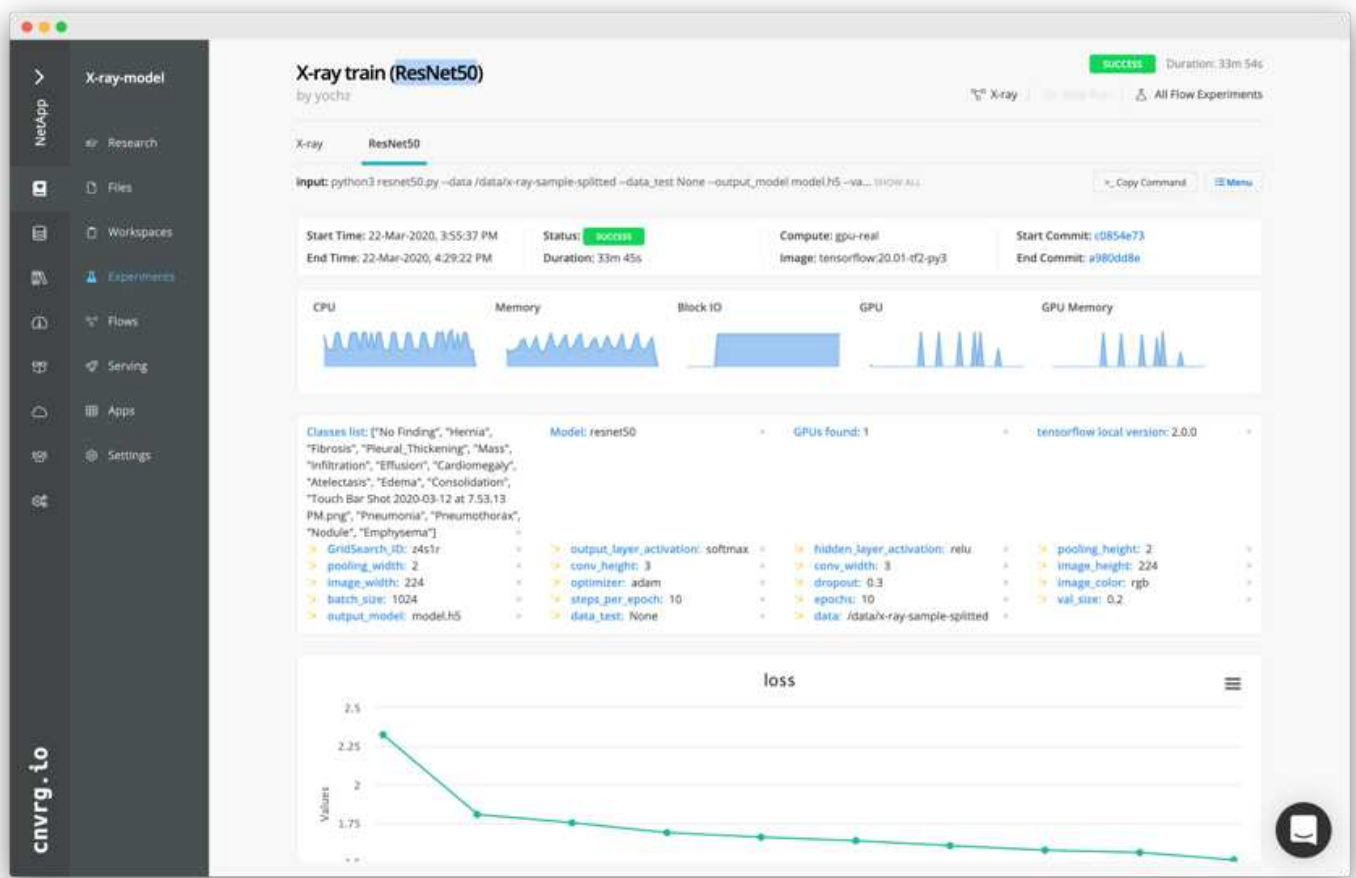 NetApp
cnvrg.io
X-ray-model
Research
Files
Workspaces
Experiments
Flows
Serving
Apps
Settings
X-ray train (ResNet50)
by yochz
success Duration: 33m 54s
X-ray
All Flow Experiments
X-ray ResNet50
input: python3 resnet50.py --data /data/x-ray-sample-splitted --data_test None --output_model model.h5 --va... SHOW ALL
>_ Copy Command
Menu
Start Time: 22-Mar-2020, 3:55:37 PM
End Time: 22-Mar-2020, 4:29:22 PM
Status: success
Duration: 33m 45s
Compute: gpu-real
Image: tensorflow:20.01-tf2-py3
Start Commit: c0854e73
End Commit: a980dd8e
CPU Memory Block IO GPU GPU Memory
Classes list: ["No Finding", "Hernia",
"Fibrosis", "Pleural_Thickening", "Mass",
"Infiltration", "Effusion", "Cardiomegaly",
"Atelectasis", "Edema", "Consolidation",
"Touch Bar Shot 2020-03-12 at 7.53.13
PM.png", "Pneumonia", "Pneumothorax",
"Nodule", "Emphysema"]
Model: resnet50
GPUs found: 1
tensorflow local version: 2.0.0
GridSearch_ID: z4s1r output_layer_activation: softmax hidden_layer_activation: relu pooling_height: 2
pooling_width: 2 conv_height: 3 conv_width: 3 image_height: 224
image_width: 224 optimizer: adam dropout: 0.3 image_color: rgb
batch_size: 1024 steps_per_epoch: 10 epochs: 10 val_size: 0.2
output_model: model.h5 data_test: None data: /data/x-ray-sample-splitted
loss
2.5
2.25
2
1.75
Values